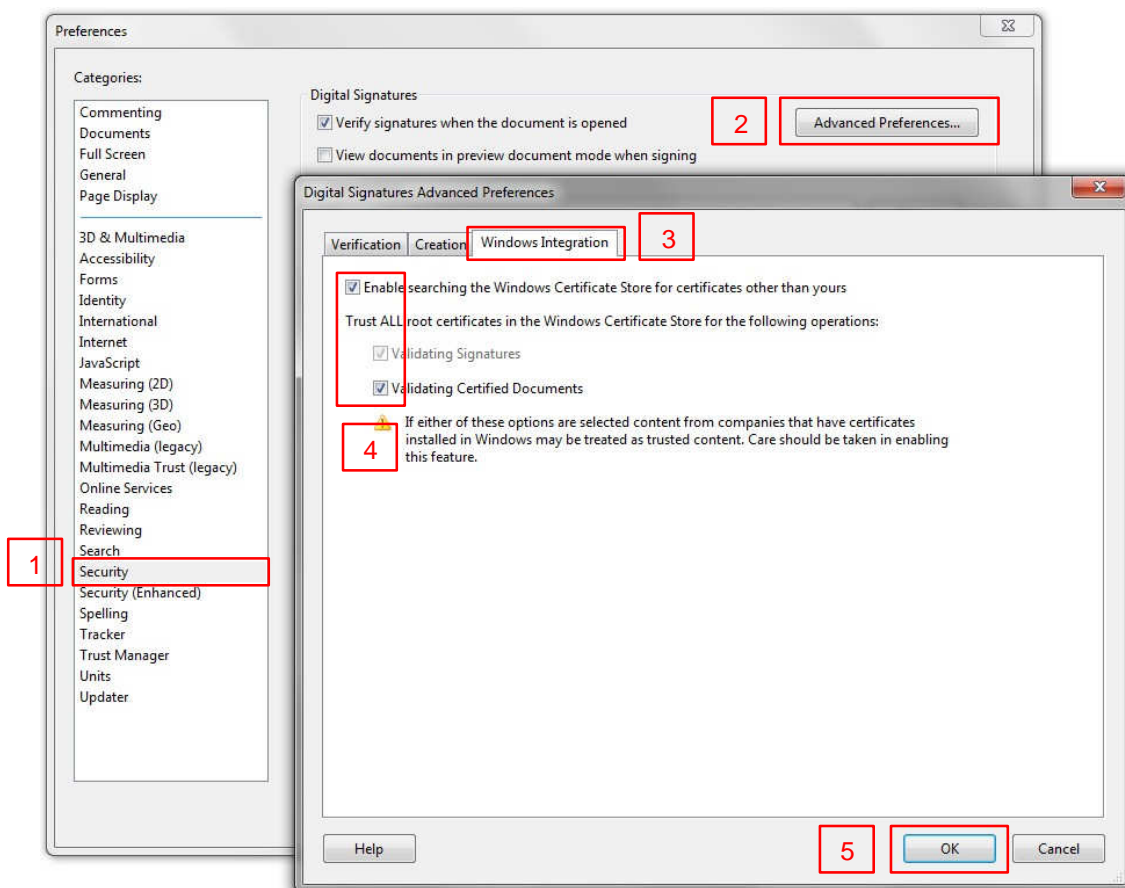 Preferences
Categories:
Commenting
Documents
Full Screen
General
Page Display
3D & Multimedia
Accessibility
Forms
Identity
International
Internet
JavaScript
Measuring (2D)
Measuring (3D)
Measuring (Geo)
Multimedia (legacy)
Multimedia Trust (legacy)
Online Services
Reading
Reviewing
Search
1
Security
Security (Enhanced)
Spelling
Tracker
Trust Manager
Units
Updater
Digital Signatures
Verify signatures when the document is opened
2
Advanced Preferences...
View documents in preview document mode when signing
Digital Signatures Advanced Preferences
Verification
Creation
Windows Integration
3
Enable searching the Windows Certificate Store for certificates other than yours
Trust ALL root certificates in the Windows Certificate Store for the following operations:
Validating Signatures
Validating Certified Documents
4
If either of these options are selected content from companies that have certificates
installed in Windows may be treated as trusted content. Care should be taken in enabling
this feature.
Help
5
OK
Cancel